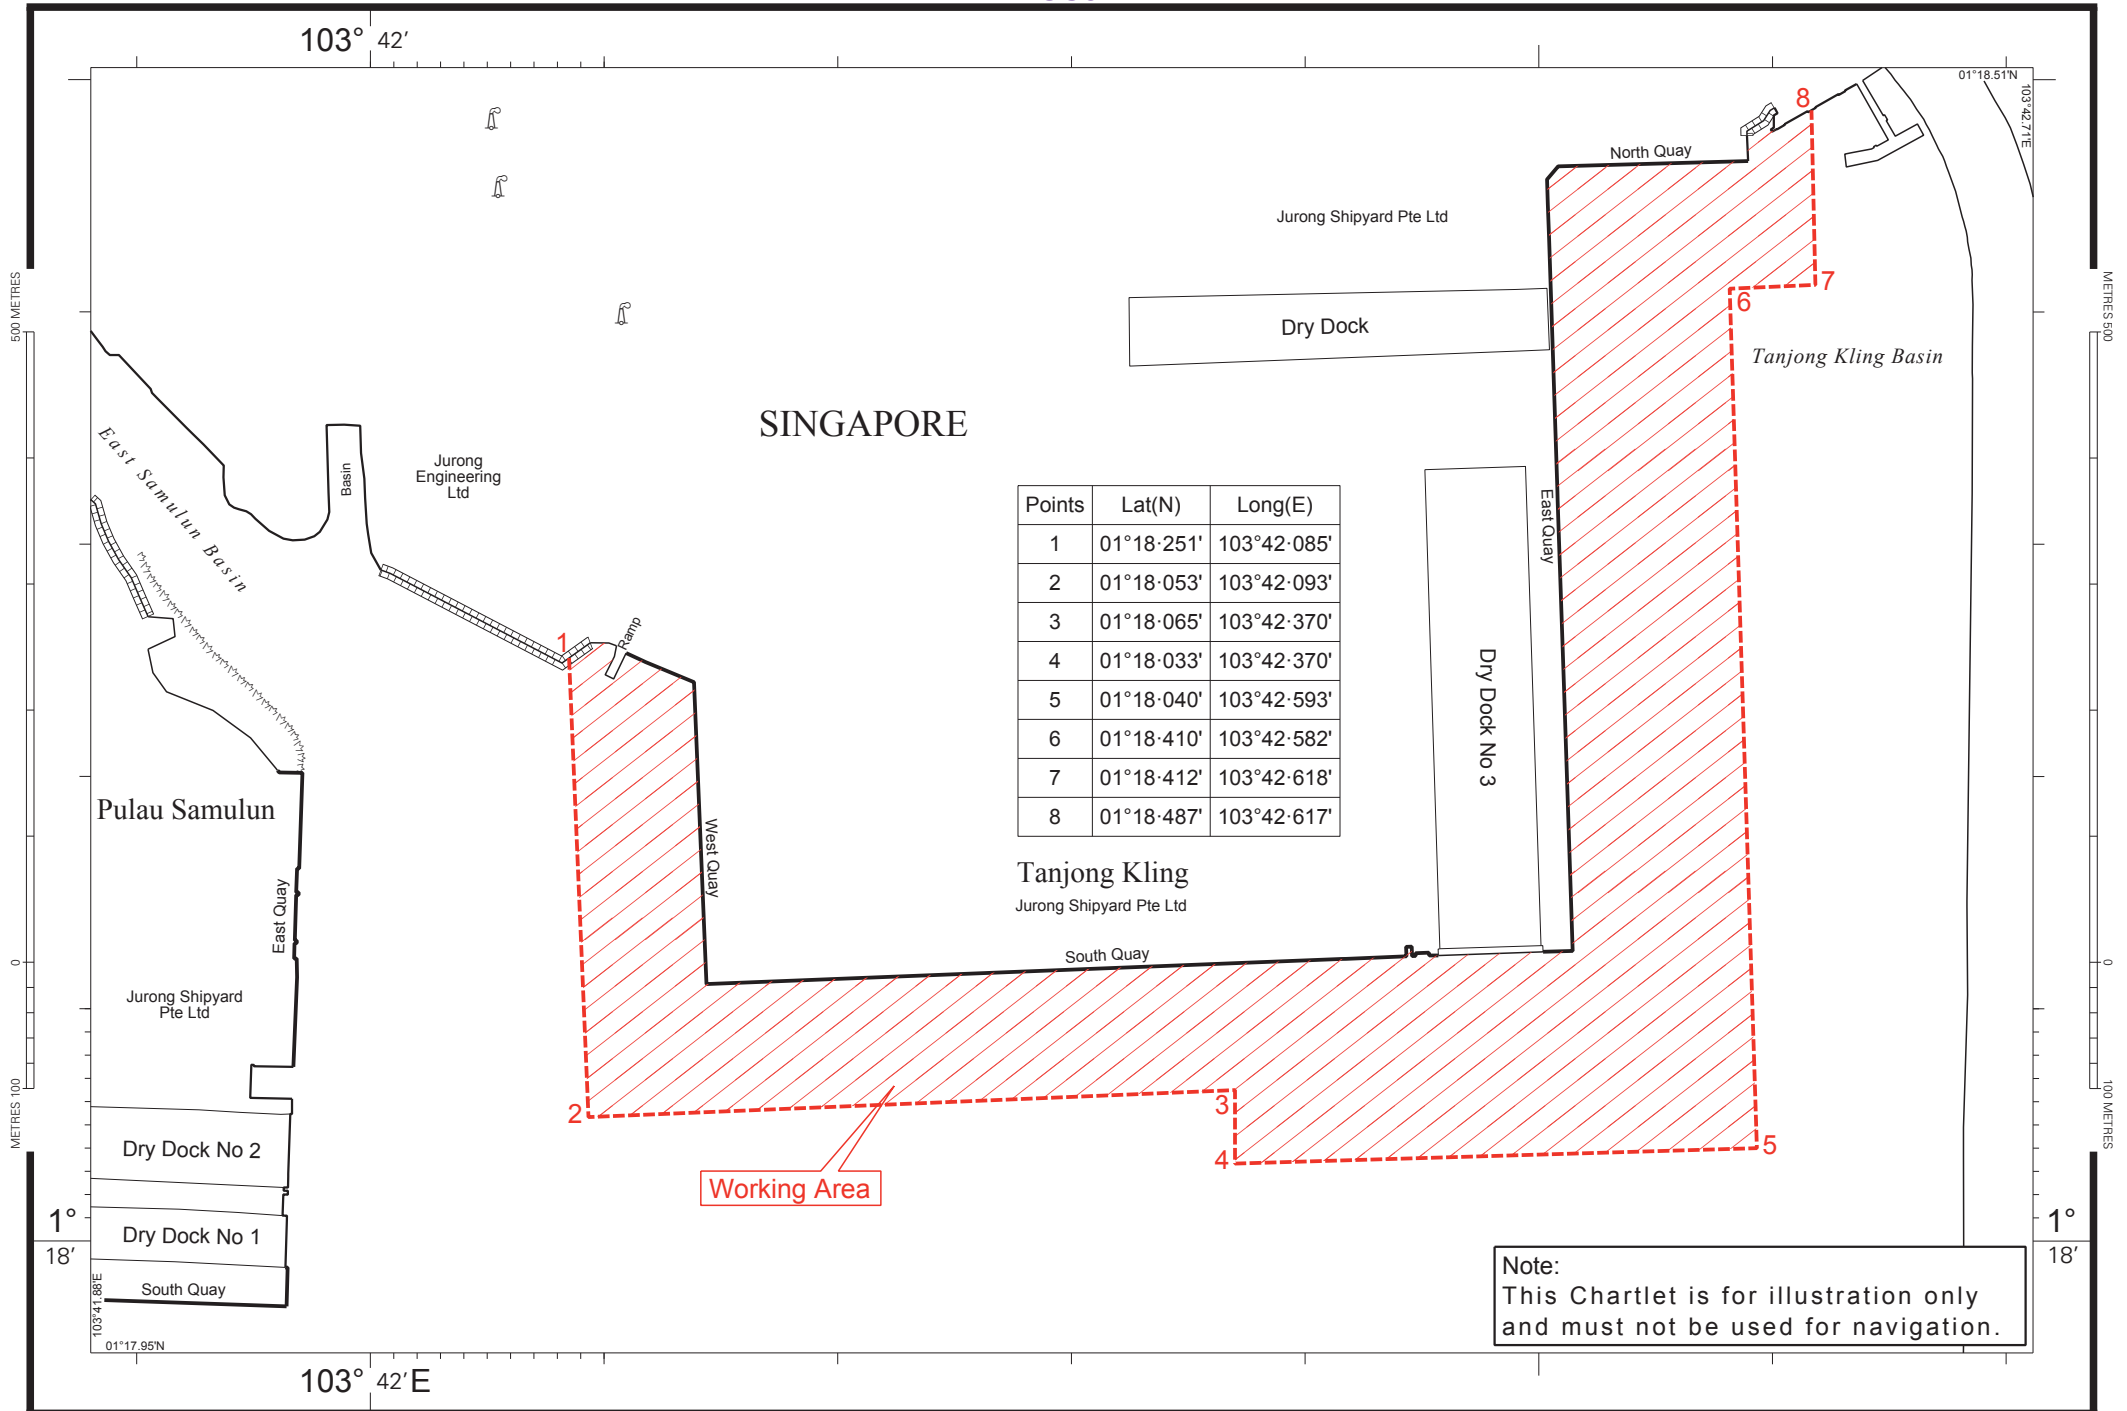 103° 42′
01°18.51'N
103°42.71'E
8
North Quay
Jurong Shipyard Pte Ltd
7
6
500 METRES
METRES 500
Dry Dock
Tanjong Kling Basin
SINGAPORE
East Samulun Basin
Basin
Jurong
Engineering
Ltd
Points Lat(N) Long(E)
1 01°18·251' 103°42·085'
2 01°18·053' 103°42·093'
3 01°18·065' 103°42·370'
4 01°18·033' 103°42·370'
5 01°18·040' 103°42·593'
6 01°18·410' 103°42·582'
7 01°18·412' 103°42·618'
8 01°18·487' 103°42·617'
East Quay
1
Ramp
Dry Dock No 3
Pulau Samulun
West Quay
Tanjong Kling
Jurong Shipyard Pte Ltd
East Quay
South Quay
0
0
Jurong Shipyard
Pte Ltd
METRES 100
100 METRES
2
3
4
5
Dry Dock No 2
Working Area
1°
18′
1°
18′
Dry Dock No 1
South Quay
103°41.88'E
01°17.95'N
Note:
This Chartlet is for illustration only
and must not be used for navigation.
103° 42′E